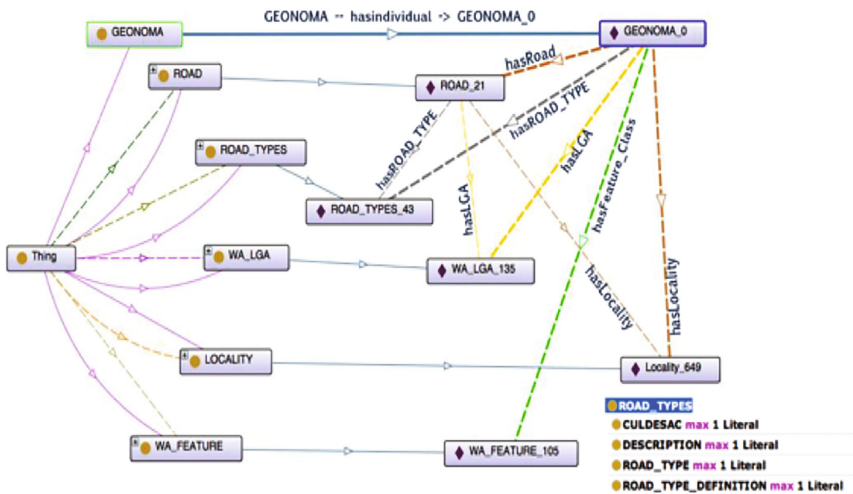 GEONOMA -- hasindividual -> GEONOMA_0
GEONOMA
GEONOMA_0
hasRoad
ROAD
ROAD_21
hasROAD_TYPE
hasROAD_TYPE
hasLGA
hasFeature_Class
ROAD_TYPES
ROAD_TYPES_43
hasLGA
Thing
WA_LGA
WA_LGA_135
hasLocality
hasLocality
LOCALITY
Locality_649
WA_FEATURE
WA_FEATURE_105
ROAD_TYPES
CULDESAC max 1 Literal
DESCRIPTION max 1 Literal
ROAD_TYPE max 1 Literal
ROAD_TYPE_DEFINITION max 1 Literal